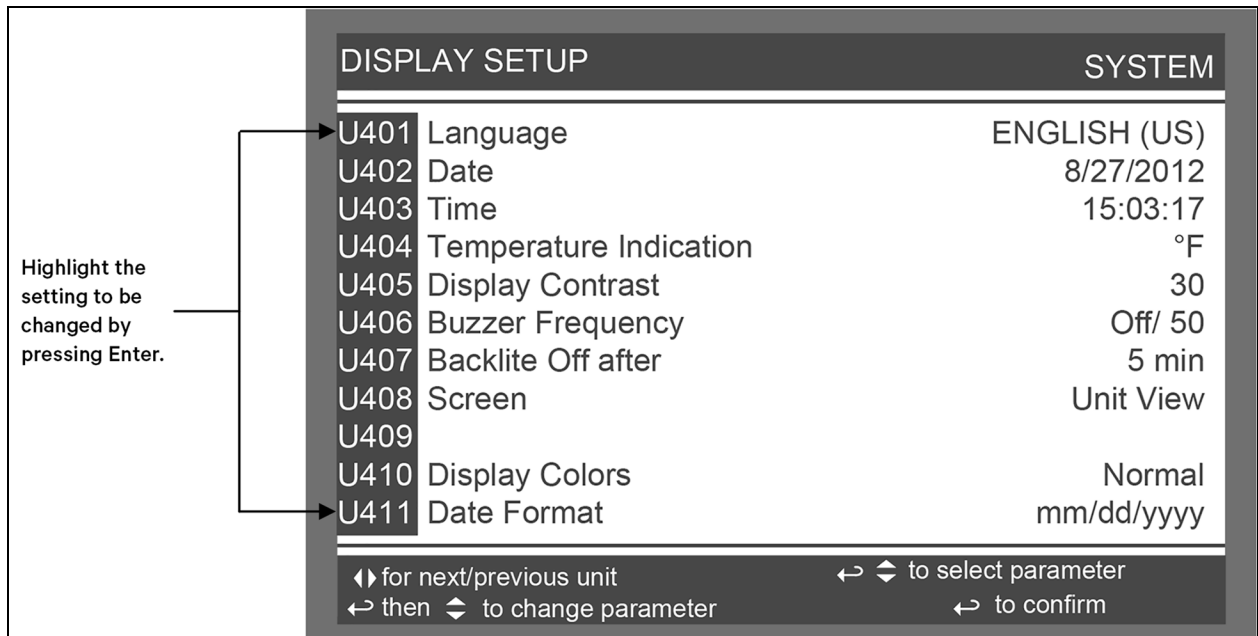 DISPLAY SETUP SYSTEM
U401 Language ENGLISH (US)
U402 Date 8/27/2012
U403 Time 15:03:17
U404 Temperature Indication °F
U405 Display Contrast 30
U406 Buzzer Frequency Off/ 50
U407 Backlite Off after 5 min
U408 Screen Unit View
U409
U410 Display Colors Normal
U411 Date Format mm/dd/yyyy
for next/previous unit
to select parameter
then to change parameter
to confirm
Highlight the
setting to be
changed by
pressing Enter.